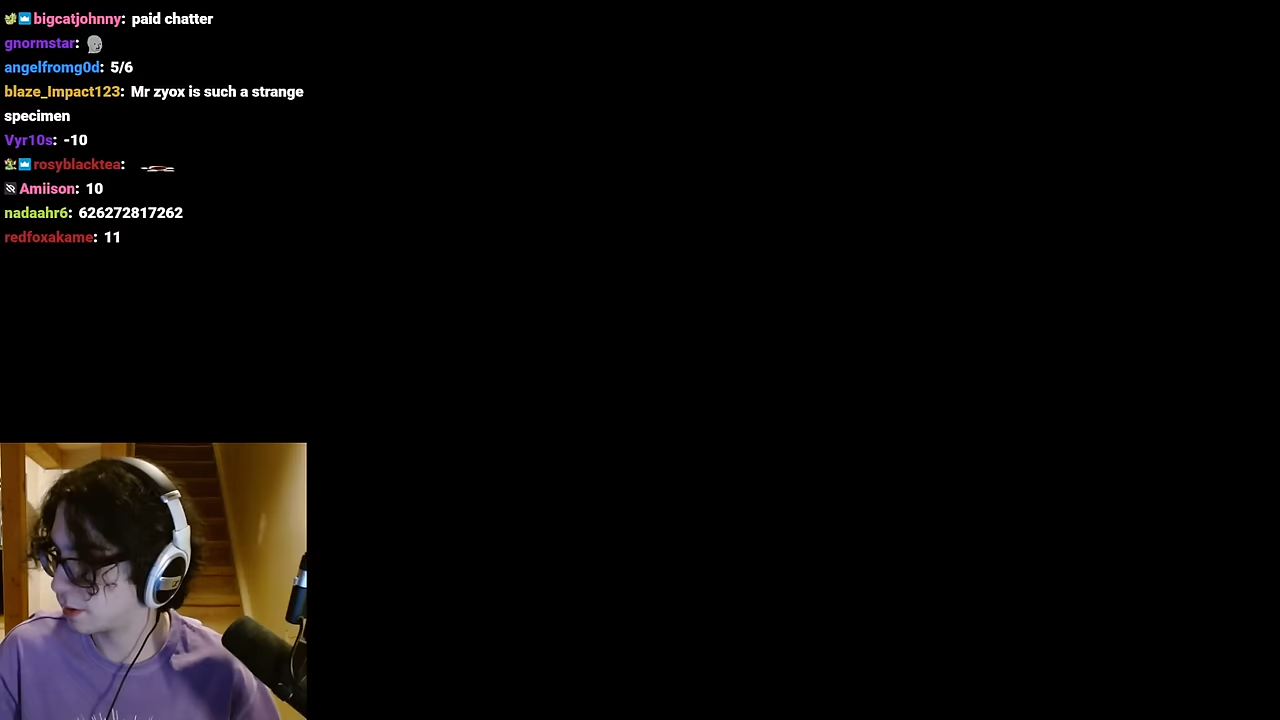 bigcatjohnny: paid chatter
gnormstar:
angelfromg0d: 5/6
blaze_Impact123: Mr zyox is such a strange
specimen
Vyr10s: -10
rosyblacktea:
Amiison: 10
nadaahr6: 626272817262
redfoxakame: 11